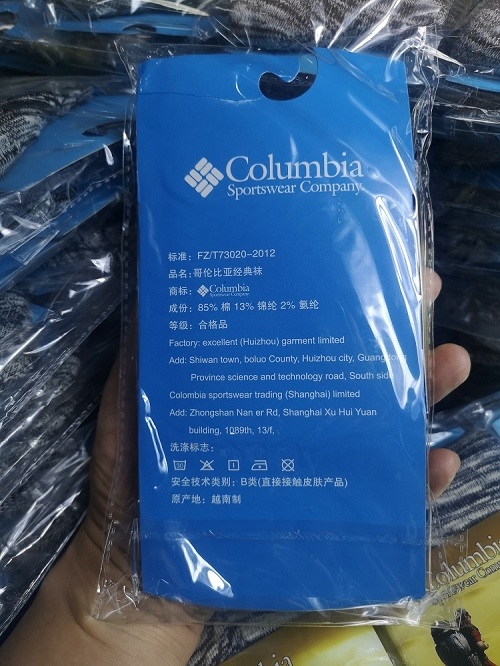 Columbia
Sportswear Company
标准：FZ/T73020-2012
品名：哥伦比亚经典袜
商标：Columbia Sportswear Company
成份：85% 棉 13% 锦纶 2% 氨纶
等级：合格品
Factory: excellent (Huizhou) garment limited
Add: Shiwan town, boluo County, Huizhou city, Guangdong
Province science and technology road, South side
Colombia sportswear trading (Shanghai) limited
Add: Zhongshan Nan er Rd, Shanghai Xu Hui Yuan
building, 1089th, 13/f, .
洗涤标志：
安全技术类别：B类(直接接触皮肤产品)
原产地：越南制
Columbia
Sportswear Com
lumbia